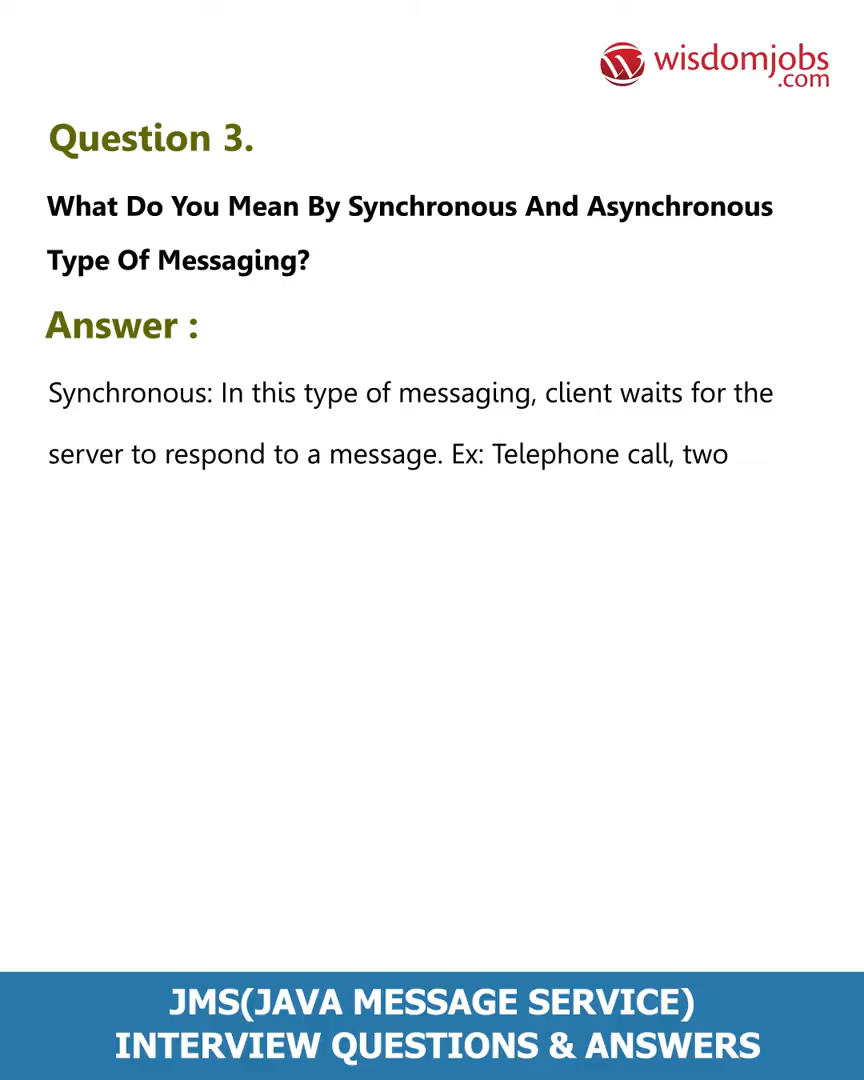 wisdomjobs
.com
Question 3.
What Do You Mean By Synchronous And Asynchronous
Type Of Messaging?
Answer :
Synchronous: In this type of messaging, client waits for the
server to respond to a message. Ex: Telephone call, two
JMS(JAVA MESSAGE SERVICE)
INTERVIEW QUESTIONS & ANSWERS